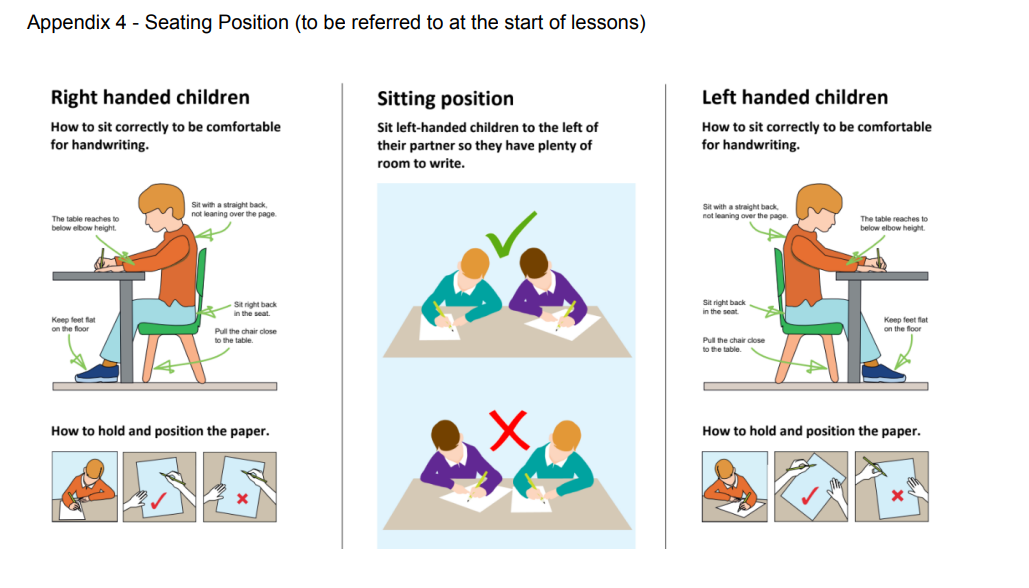 Appendix 4 - Seating Position (to be referred to at the start of lessons)
Right handed children
How to sit correctly to be comfortable
for handwriting.
Sit with a straight back,
not leaning over the page.
The table reaches to
below elbow height.
Sit right back
in the seat.
Keep feet flat
on the floor
Pull the chair close
to the table.
How to hold and position the paper.
Sitting position
Sit left-handed children to the left of
their partner so they have plenty of
room to write.
Left handed children
How to sit correctly to be comfortable
for handwriting.
Sit with a straight back,
not leaning over the page.
The table reaches to
below elbow height.
Sit right back
in the seat.
Keep feet flat
on the floor
Pull the chair close
to the table.
How to hold and position the paper.